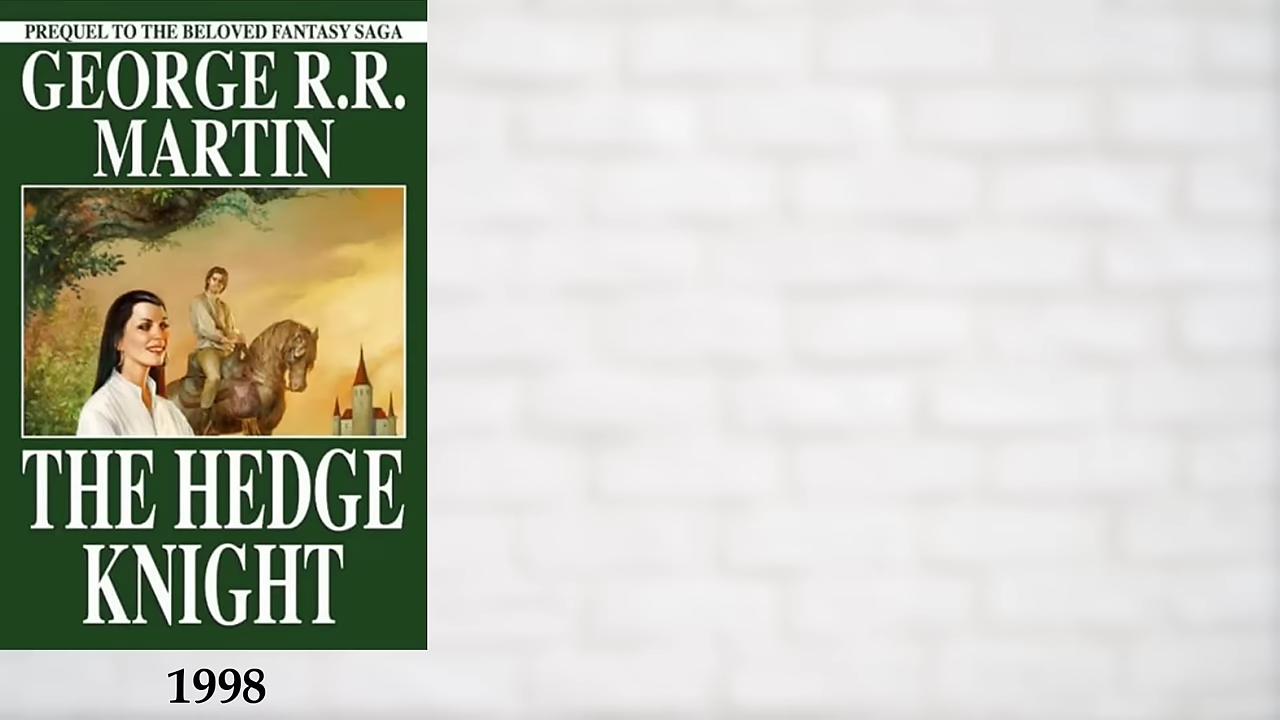 PREQUEL TO THE BELOVED FANTASY SAGA
GEORGE R.R.
MARTIN
THE HEDGE
KNIGHT
1998